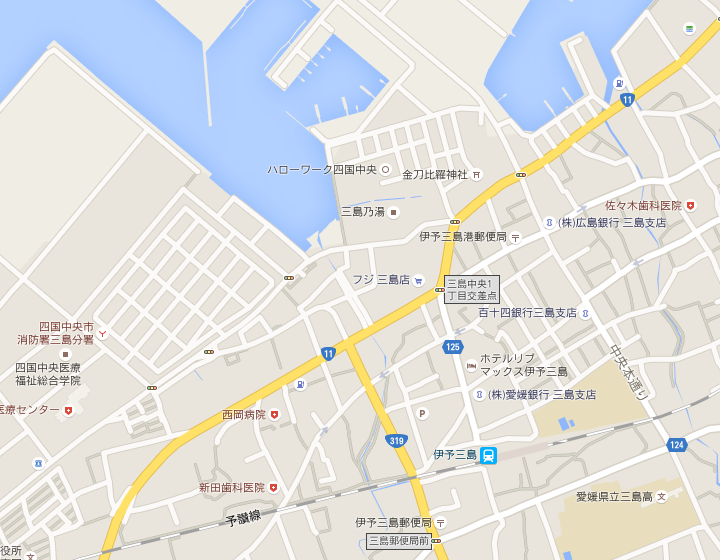 11
ハローワーク四国中央
金刀比羅神社
三島乃湯
佐々木歯科医院
(株)広島銀行 三島支店
伊予三島港郵便局
フジ 三島店
三島中央1
丁目交差点
百十四銀行三島支店
四国中央市
消防署三島分署
四国中央医療
福祉総合学院
11
125
ホテルリブ
マックス伊予三島
中央本通り
(株)愛媛銀行 三島支店
医療センター
西岡病院
P
319
124
伊予三島
新田歯科医院
愛媛県立三島高
予讃線
伊予三島郵便局
三島郵便局前
役所